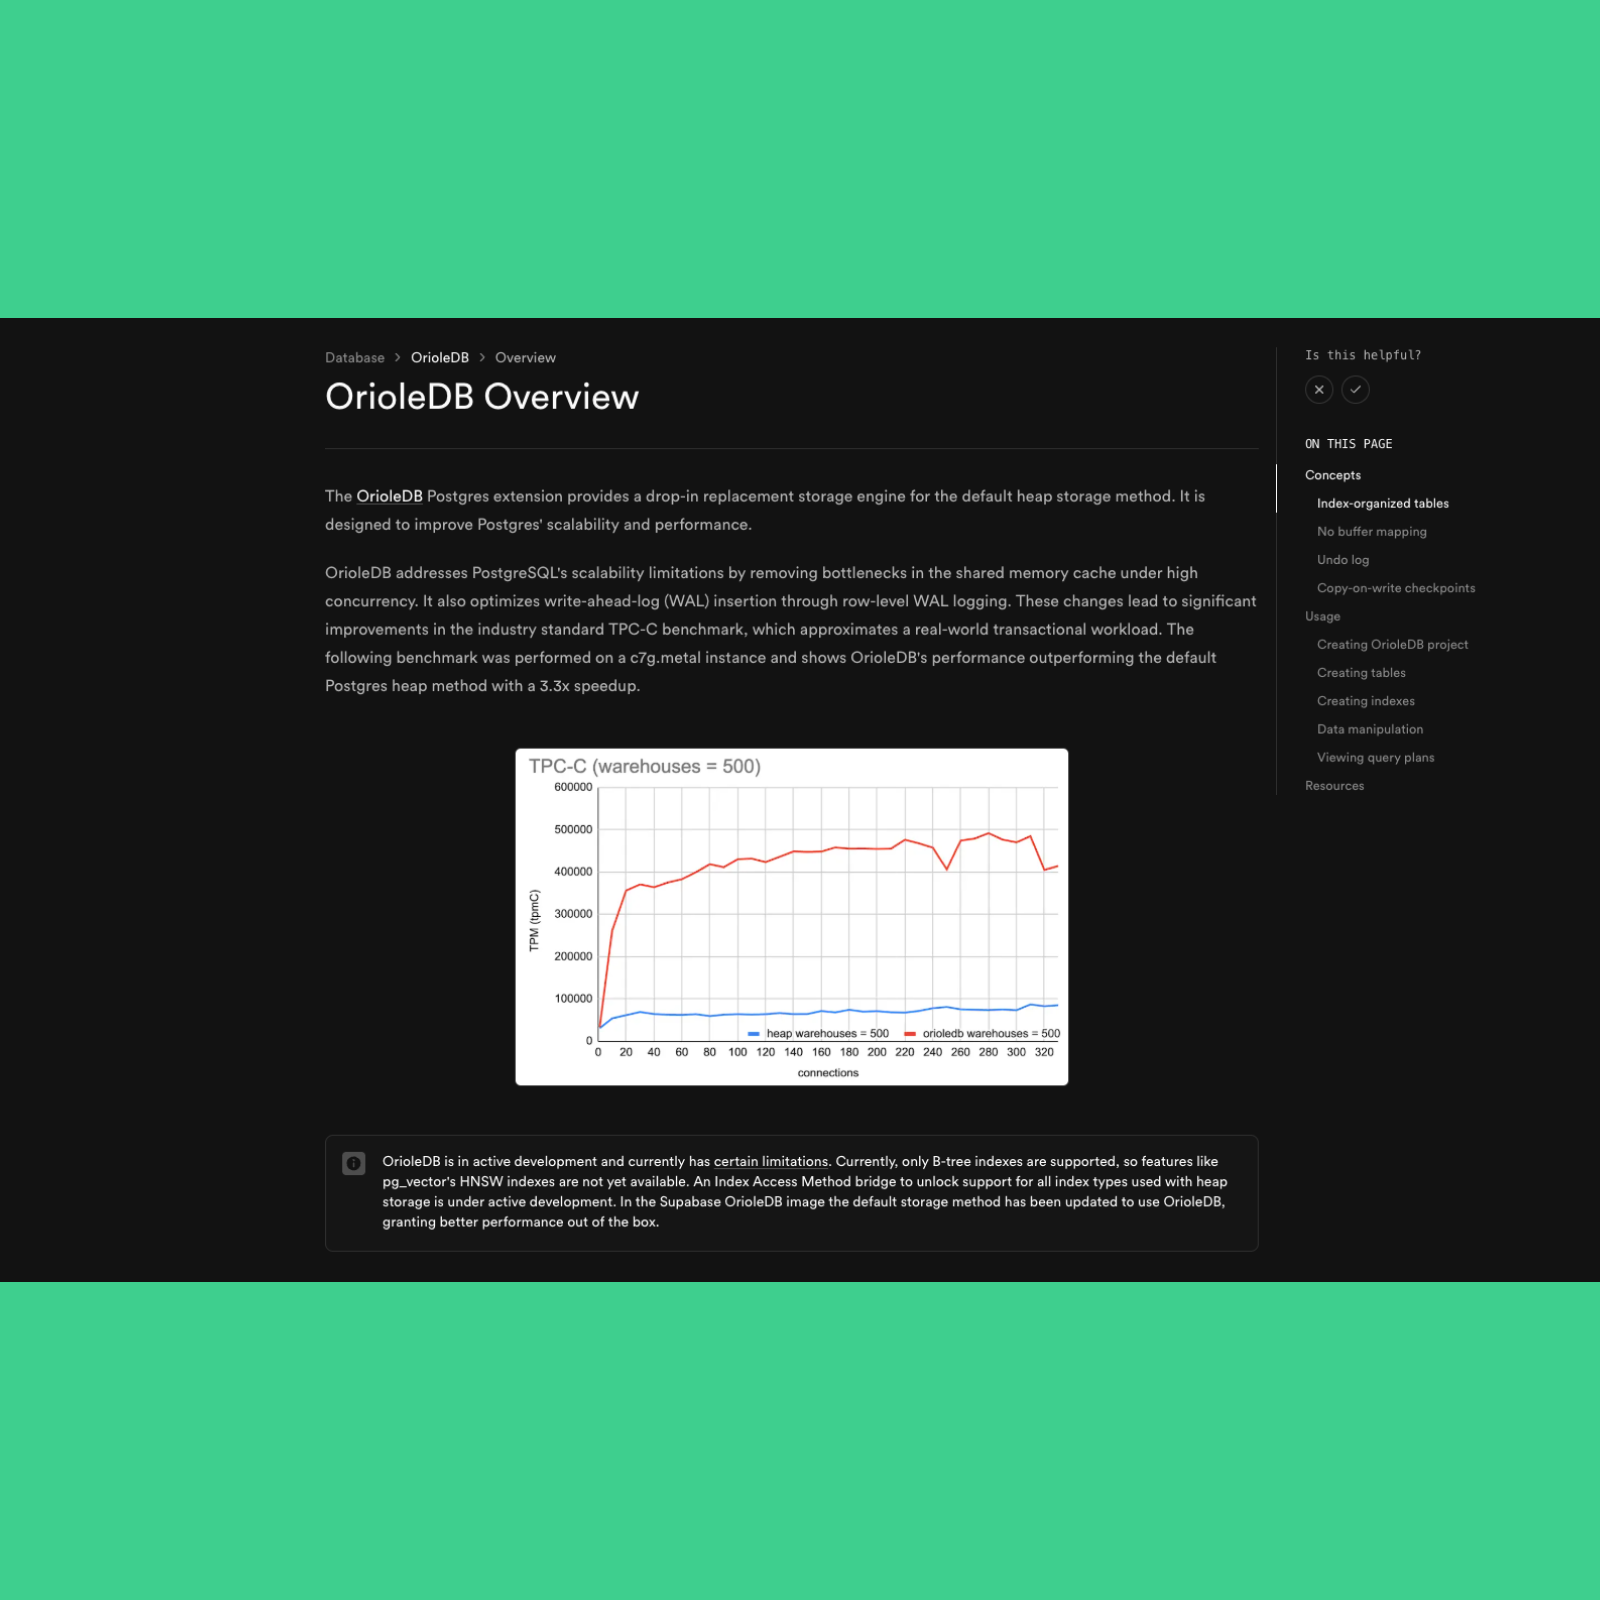 Database > OrioleDB > Overview
OrioleDB Overview
The OrioleDB Postgres extension provides a drop-in replacement storage engine for the default heap storage method. It is
designed to improve Postgres' scalability and performance.
OrioleDB addresses PostgreSQL's scalability limitations by removing bottlenecks in the shared memory cache under high
concurrency. It also optimizes write-ahead-log (WAL) insertion through row-level WAL logging. These changes lead to significant
improvements in the industry standard TPC-C benchmark, which approximates a real-world transactional workload. The
following benchmark was performed on a c7g.metal instance and shows OrioleDB's performance outperforming the default
Postgres heap method with a 3.3x speedup.
TPC-C (warehouses = 500)
600000
500000
400000
300000
200000
100000
0
TPM (tpmC)
heap warehouses = 500 orioledb warehouses = 500
0 20 40 60 80 100 120 140 160 180 200 220 240 260 280 300 320
connections
OrioleDB is in active development and currently has certain limitations. Currently, only B-tree indexes are supported, so features like
pg_vector's HNSW indexes are not yet available. An Index Access Method bridge to unlock support for all index types used with heap
storage is under active development. In the Supabase OrioleDB image the default storage method has been updated to use OrioleDB,
granting better performance out of the box.
Is this helpful?
ON THIS PAGE
Concepts
Index-organized tables
No buffer mapping
Undo log
Copy-on-write checkpoints
Usage
Creating OrioleDB project
Creating tables
Creating indexes
Data manipulation
Viewing query plans
Resources